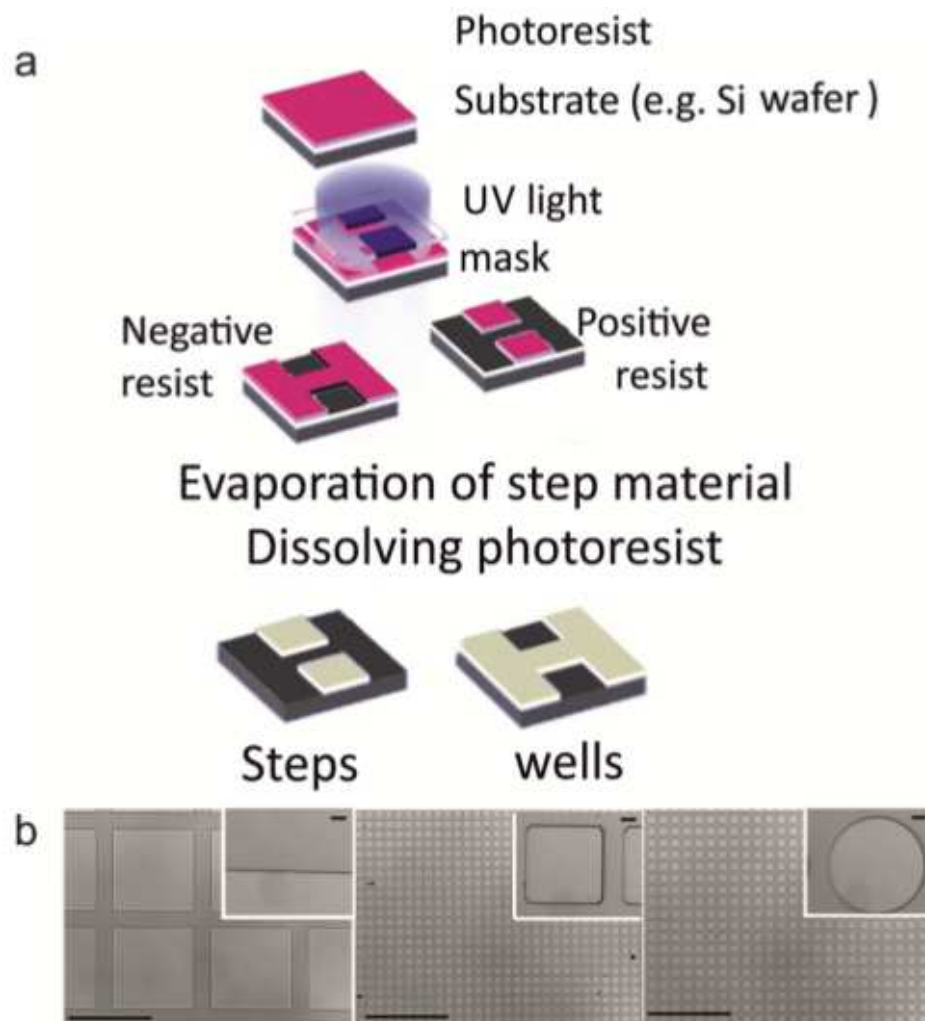 a
Photoresist
Substrate (e.g. Si wafer )
UV light
mask
Negative
resist
Positive
resist
Evaporation of step material
Dissolving photoresist
Steps
wells
b